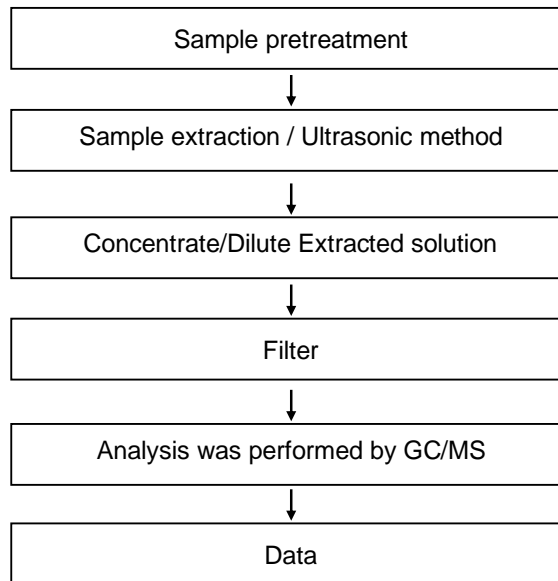 Sample pretreatment
Sample extraction / Ultrasonic method
Concentrate/Dilute Extracted solution
Filter
Analysis was performed by GC/MS
Data